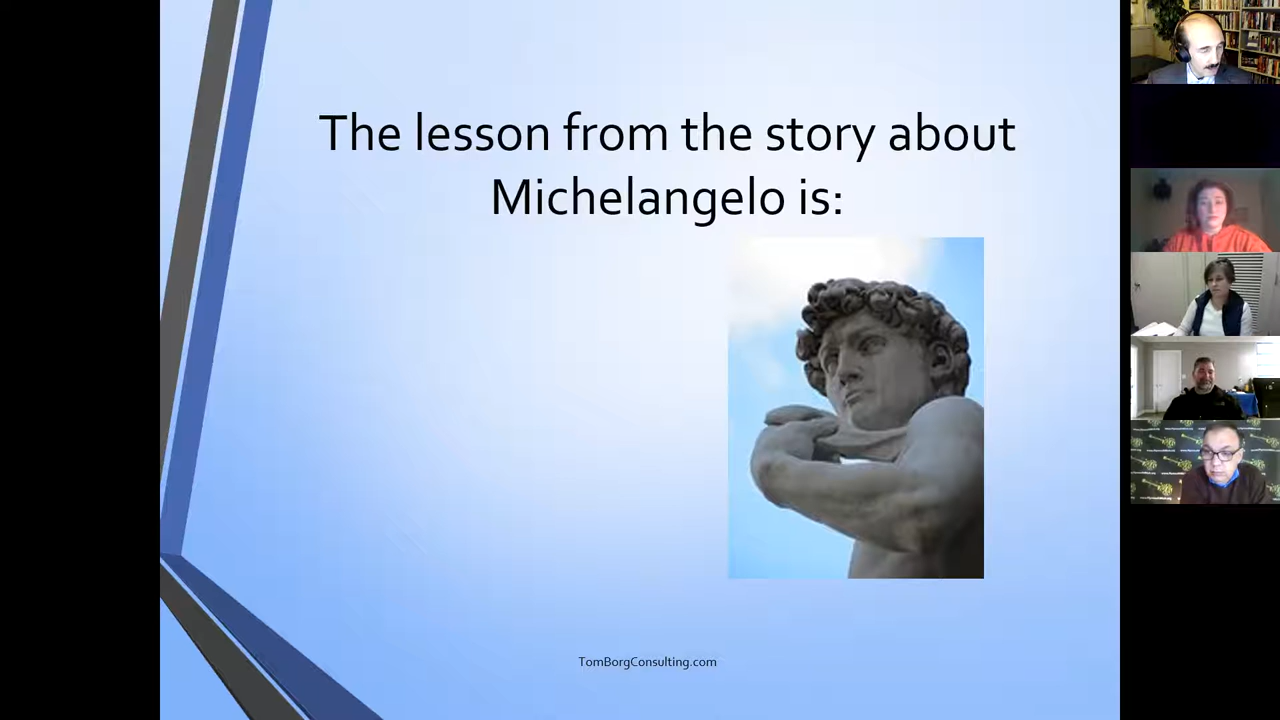 The lesson from the story about
Michelangelo is:
TomBorgConsulting.com